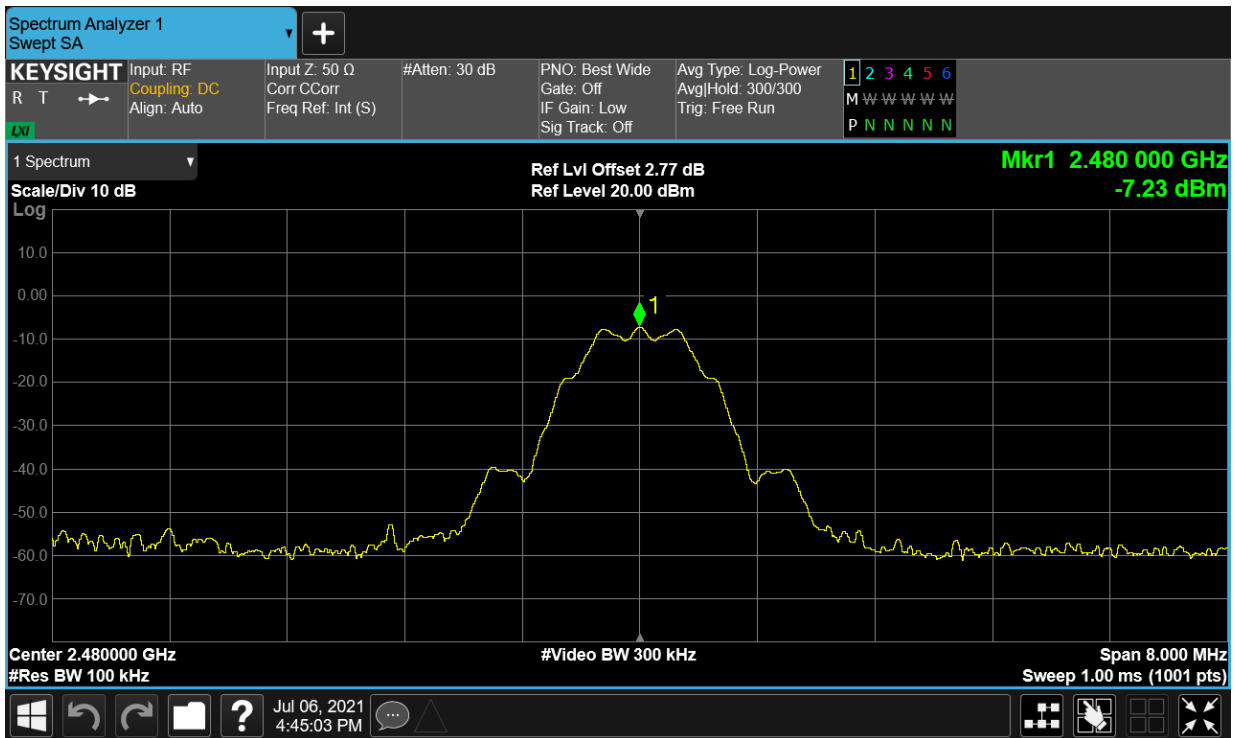 Spectrum Analyzer 1
Swept SA
KEYSIGHT
R T
LXI
Input: RF
Coupling: DC
Align: Auto
Input Z: 50 Ω
Corr CCorr
Freq Ref: Int (S)
#Atten: 30 dB
PNO: Best Wide
Gate: Off
IF Gain: Low
Sig Track: Off
Avg Type: Log-Power
Avg|Hold: 300/300
Trig: Free Run
1 2 3 4 5 6
M W W W W W
P N N N N N
1 Spectrum
Scale/Div 10 dB
Log
Ref Lvl Offset 2.77 dB
Ref Level 20.00 dBm
Mkr1 2.480 000 GHz
-7.23 dBm
10.0
0.00
-10.0
-20.0
-30.0
-40.0
-50.0
-60.0
-70.0
1
Center 2.480000 GHz
#Res BW 100 kHz
#Video BW 300 kHz
Span 8.000 MHz
Sweep 1.00 ms (1001 pts)
?
Jul 06, 2021
4:45:03 PM